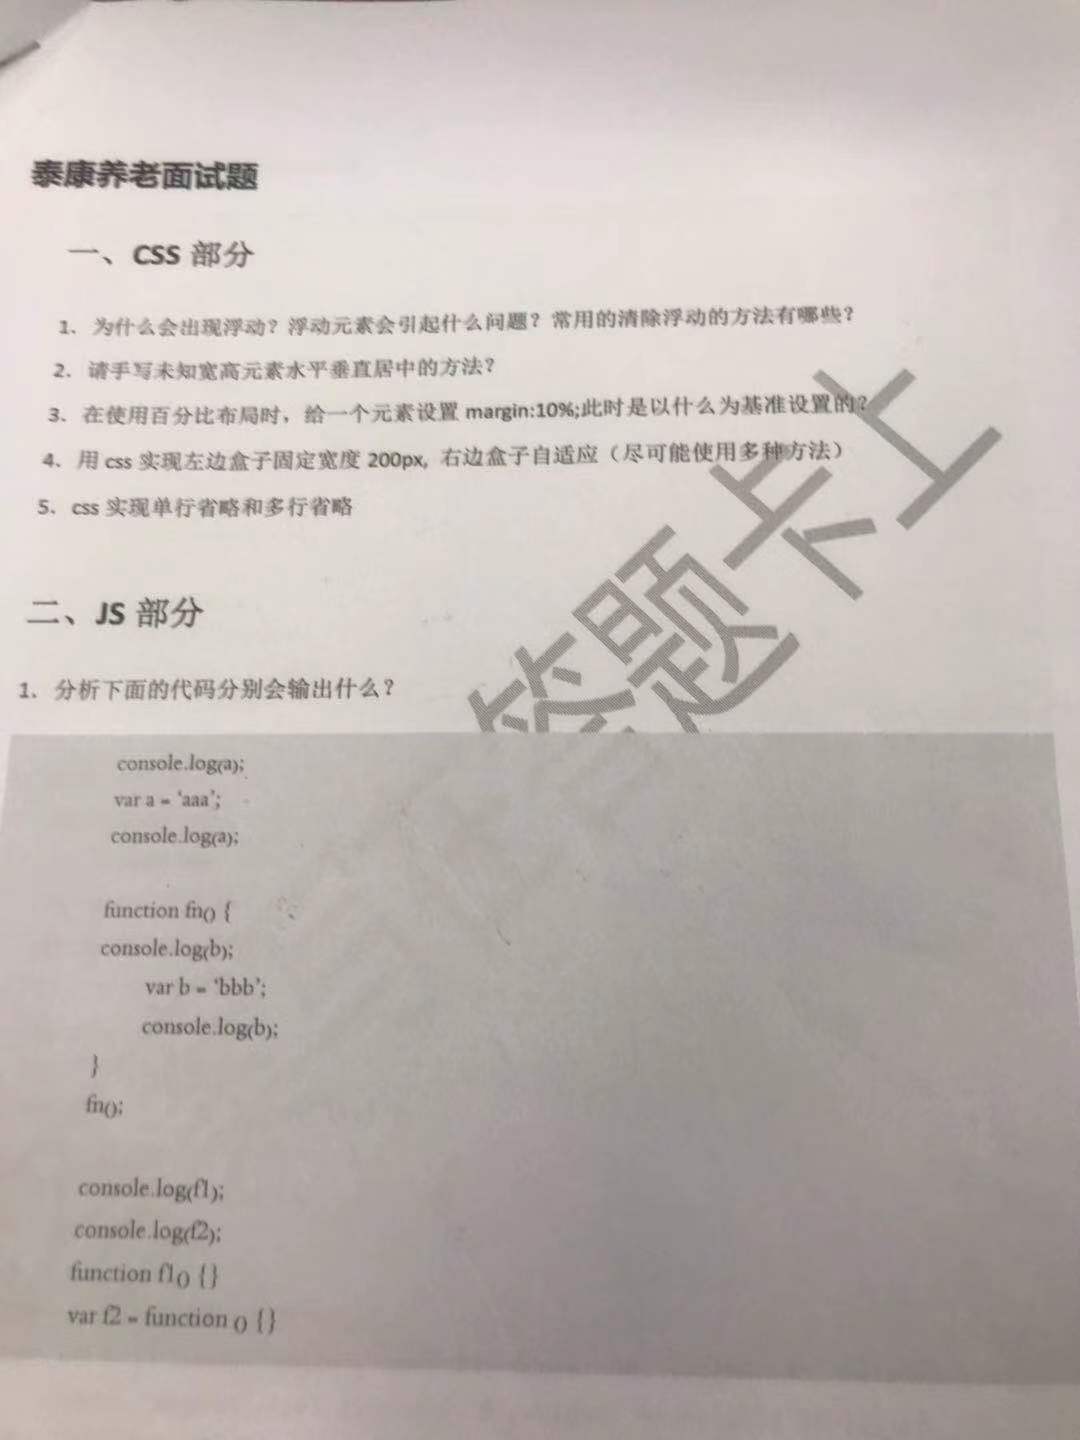 泰康养老面试题
一、CSS 部分
1、为什么会出现浮动？浮动元素会引起什么问题？常用的清除浮动的方法有哪些？
2、请手写未知宽高元素水平垂直居中的方法？
3、在使用百分比布局时，给一个元素设置 margin:10%;此时是以什么为基准设置的？
4、用 css 实现左边盒子固定宽度 200px, 右边盒子自适应（尽可能使用多种方法）
5、css 实现单行省略和多行省略
答题卡上
二、JS 部分
1、分析下面的代码分别会输出什么？
console.log(a);
var a = ‘aaa’;
console.log(a);
function fn() {
console.log(b);
var b = ‘bbb’;
console.log(b);
}
fn();
console.log(f1);
console.log(f2);
function f1() {}
var f2 = function () {}